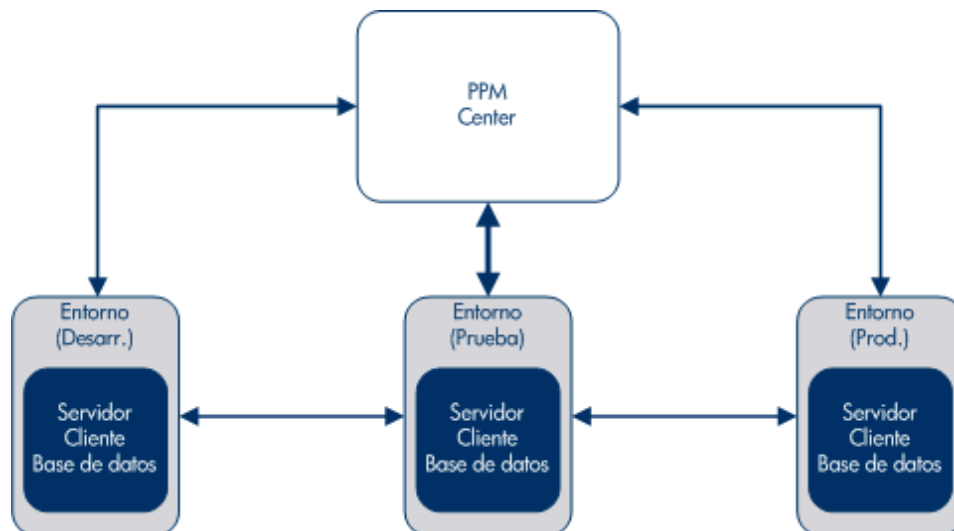 PPM
Center
Entorno
(Desarr.)
Servidor
Cliente
Base de datos
Entorno
(Prueba)
Servidor
Cliente
Base de datos
Entorno
(Prod.)
Servidor
Cliente
Base de datos